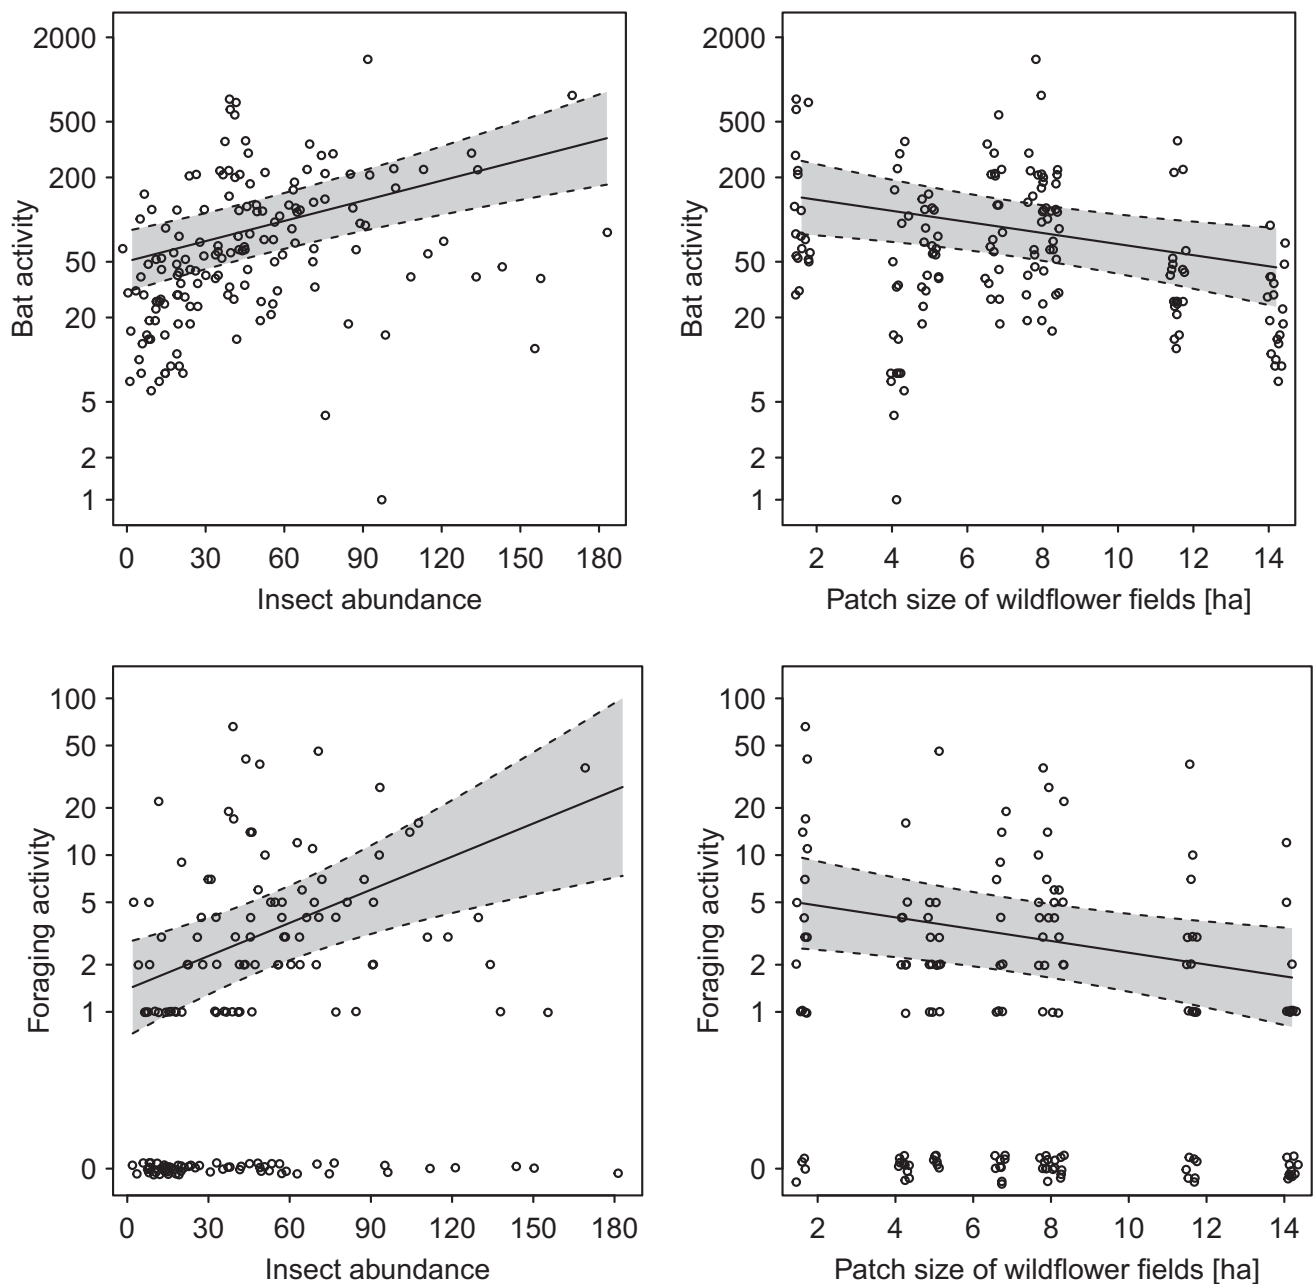 2000
500
200
50
20
5
2
1
Bat activity
0 30 60 90 120 150 180
Insect abundance
2000
500
200
50
20
5
2
1
Bat activity
2 4 6 8 10 12 14
Patch size of wildflower fields [ha]
100
50
20
10
5
2
1
0
Foraging activity
0 30 60 90 120 150 180
Insect abundance
100
50
20
10
5
2
1
0
Foraging activity
2 4 6 8 10 12 14
Patch size of wildflower fields [ha]